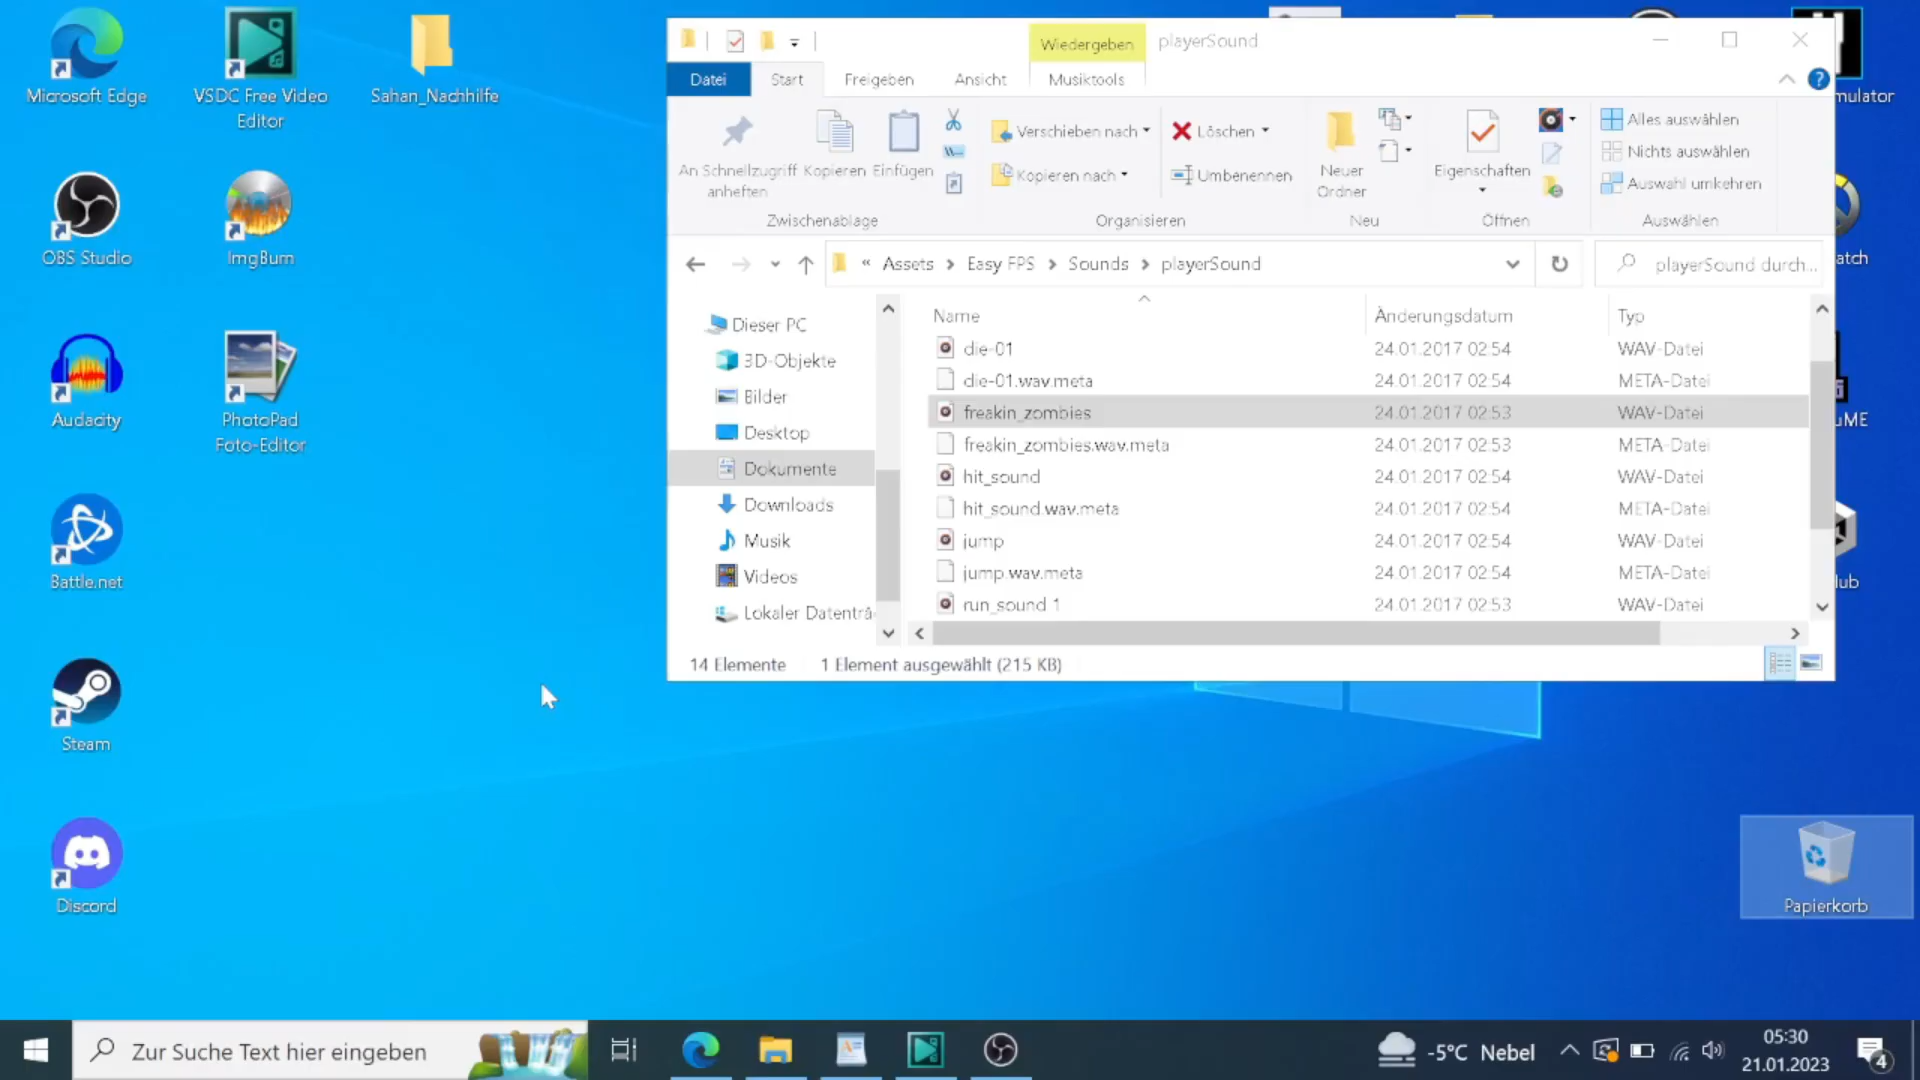 Microsoft Edge
VSDC Free Video
Editor
Sahan_Nachhilfe
OBS Studio
ImgBurn
Audacity
PhotoPad
Foto-Editor
Battle.net
Steam
Discord
Wiedergeben
playerSound
Datei
Start
Freigeben
Ansicht
Musiktools
An Schnellzugriff
anheften
Kopieren
Einfügen
Zwischenablage
Verschieben nach
Kopieren nach
Löschen
Umbenennen
Organisieren
Neuer
Ordner
Neu
Eigenschaften
Öffnen
Alles auswählen
Nichts auswählen
Auswahl umkehren
Auswählen
« Assets > Easy FPS > Sounds > playerSound
playerSound durch...
Dieser PC
3D-Objekte
Bilder
Desktop
Dokumente
Downloads
Musik
Videos
Lokaler Datenträ
Name Änderungsdatum Typ
die-01 24.01.2017 02:54 WAV-Datei
die-01.wav.meta 24.01.2017 02:54 META-Datei
freakin_zombies 24.01.2017 02:53 WAV-Datei
freakin_zombies.wav.meta 24.01.2017 02:53 META-Datei
hit_sound 24.01.2017 02:54 WAV-Datei
hit_sound.wav.meta 24.01.2017 02:54 META-Datei
jump 24.01.2017 02:54 WAV-Datei
jump.wav.meta 24.01.2017 02:54 META-Datei
run_sound 1 24.01.2017 02:53 WAV-Datei
14 Elemente 1 Element ausgewählt (215 KB)
mulator
atch
uME
lub
Papierkorb
Zur Suche Text hier eingeben
-5°C Nebel
05:30
21.01.2023
4